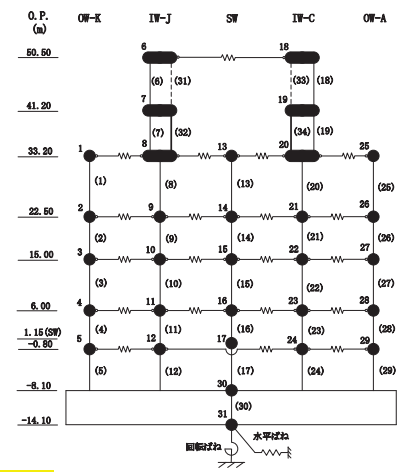 O.P.
(m)
OW-K IW-J SW IW-C OW-A
50.50 6 18
(6) (31) (33) (18)
41.20 7 19
(7) (32) (34) (19)
33.20 1 8 13 20 25
(1) (8) (13) (20) (25)
22.50 2 9 14 21 26
(2) (9) (14) (21) (26)
15.00 3 10 15 22 27
(3) (10) (15) (22) (27)
6.00 4 11 16 23 28
(4) (11) (16) (23) (28)
1.15(SW)
-0.80 5 12 17 24 29
(5) (12) (17) (24) (29)
-8.10 30
(30)
-14.10 31
回転ばね 水平ばね